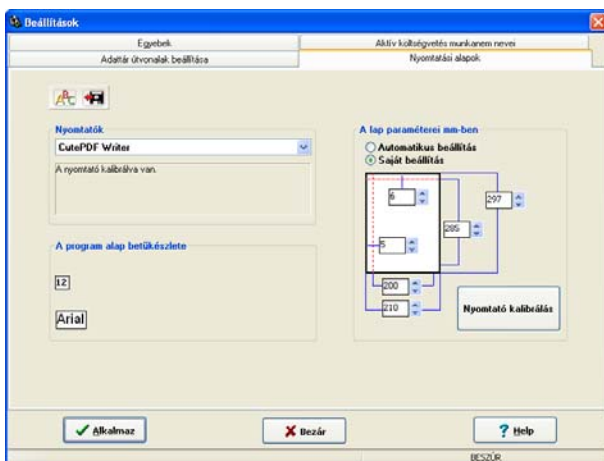 Beállítások
Egyebek
Aktív költségvetés munkanem nevei
Adattár útvonalak beállítása
Nyomtatási alapok
ABC
Nyomtatók
CutePDF Writer
A nyomtató kalibrálva van.
A program alap betűkészlete
12
Arial
A lap paraméterei mm-ben
Automatikus beállítás
Saját beállítás
6
297
285
5
200
210
Nyomtató kalibrálás
Alkalmaz
Bezár
? Help
BESZÚR